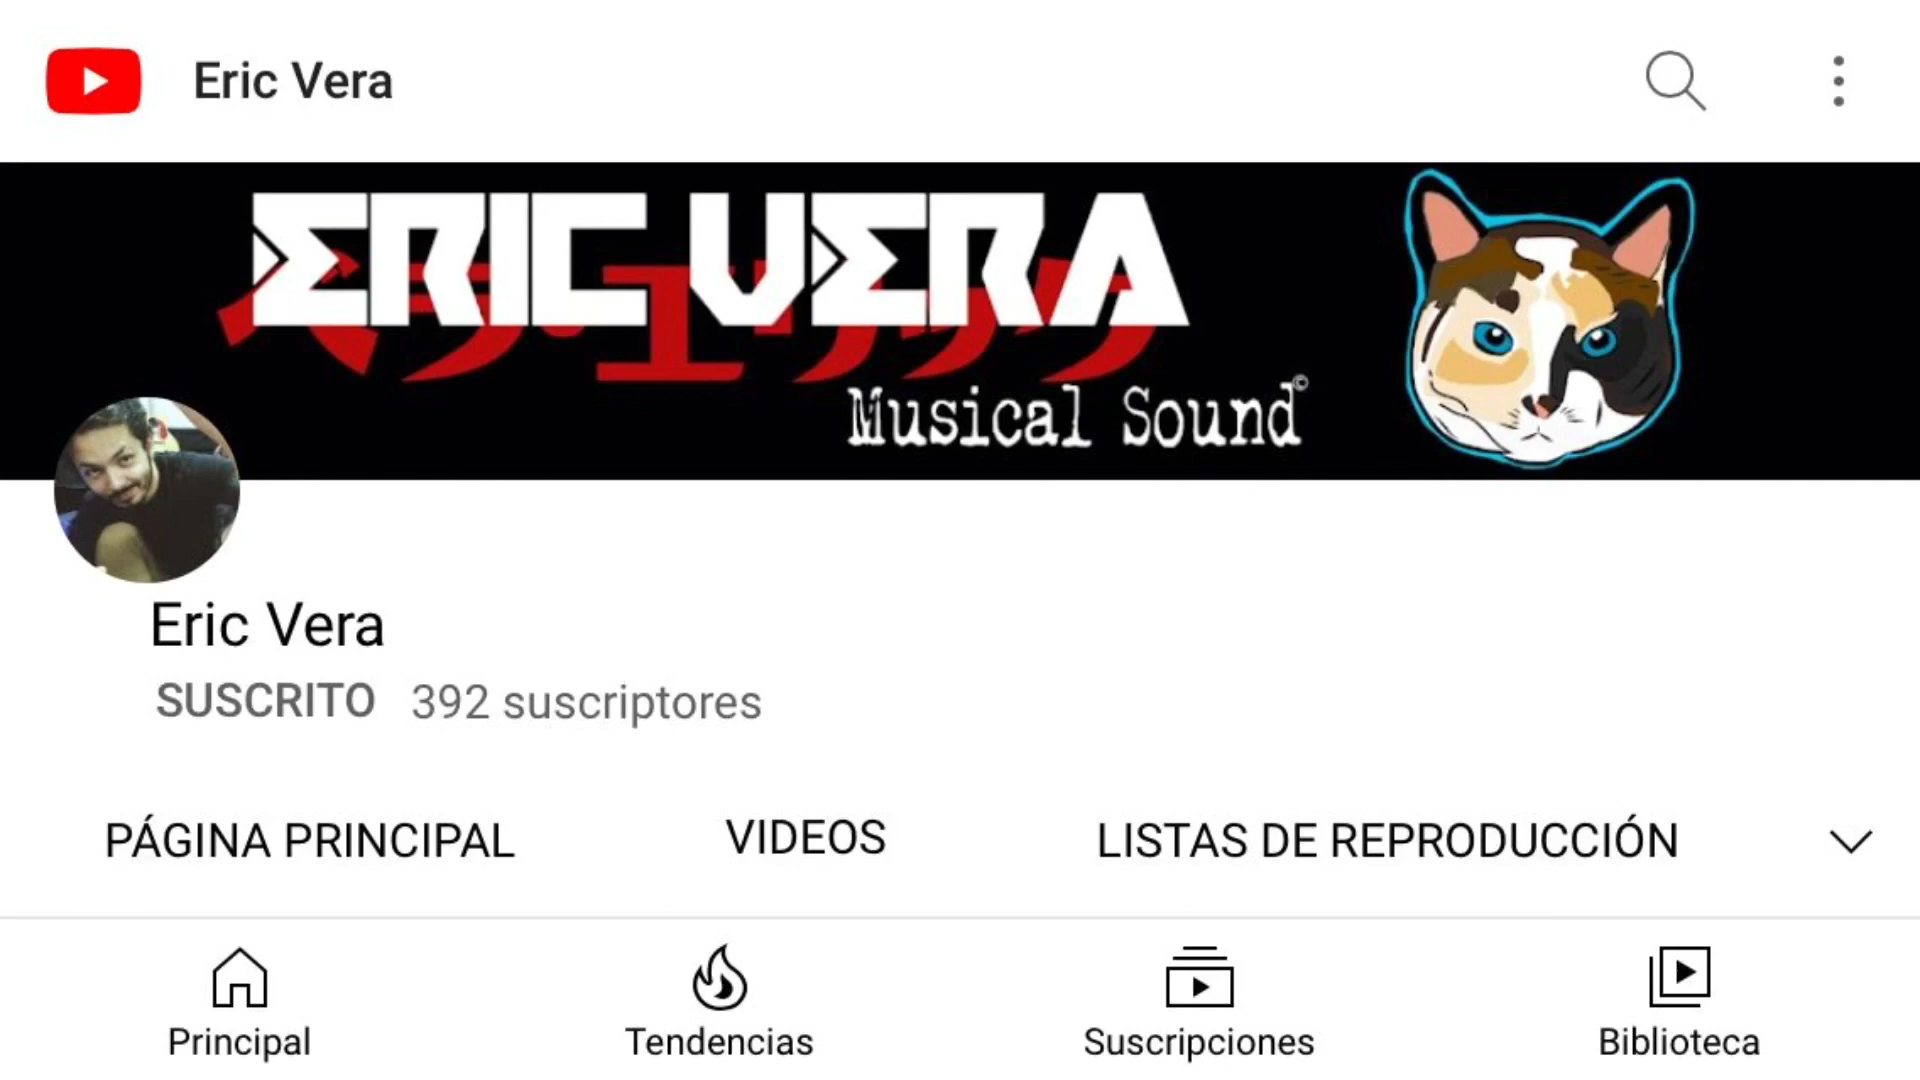 Eric Vera
ERIC VERA
Musical Sound©
Eric Vera
SUSCRITO 392 suscriptores
PÁGINA PRINCIPAL VIDEOS LISTAS DE REPRODUCCIÓN
Principal Tendencias Suscripciones Biblioteca